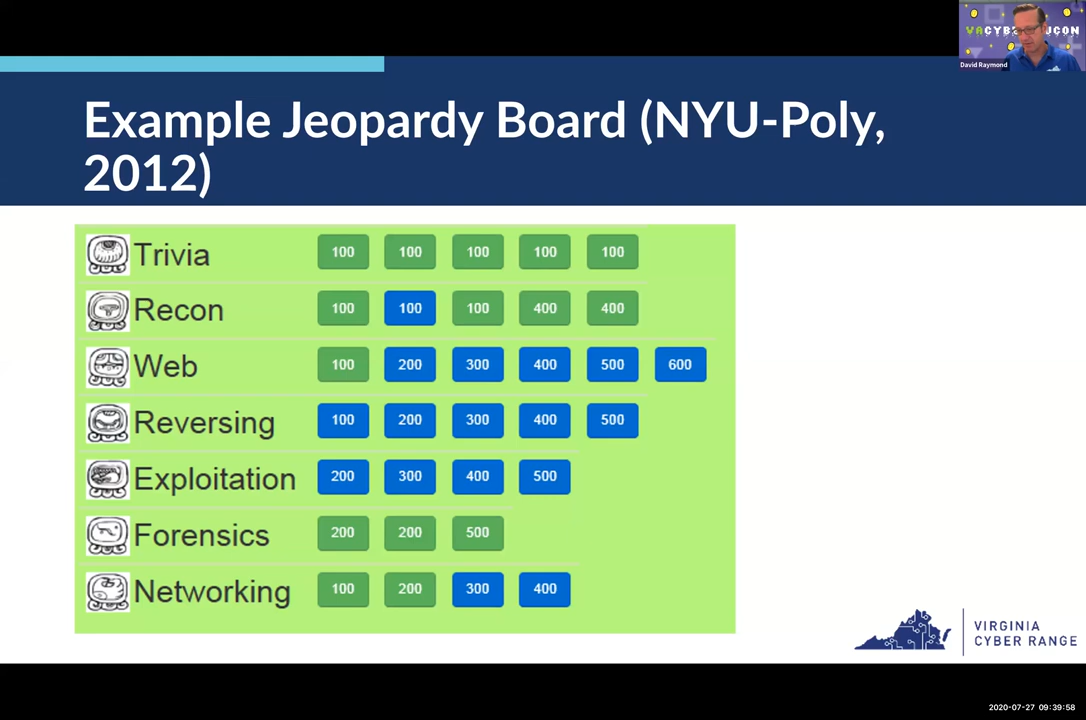 VACYB
CON
David Raymond
Example Jeopardy Board (NYU-Poly,
2012)
Trivia 100 100 100 100 100
Recon 100 100 100 400 400
Web 100 200 300 400 500 600
Reversing 100 200 300 400 500
Exploitation 200 300 400 500
Forensics 200 200 500
Networking 100 200 300 400
VIRGINIA
CYBER RANGE
2020-07-27 09:39:58